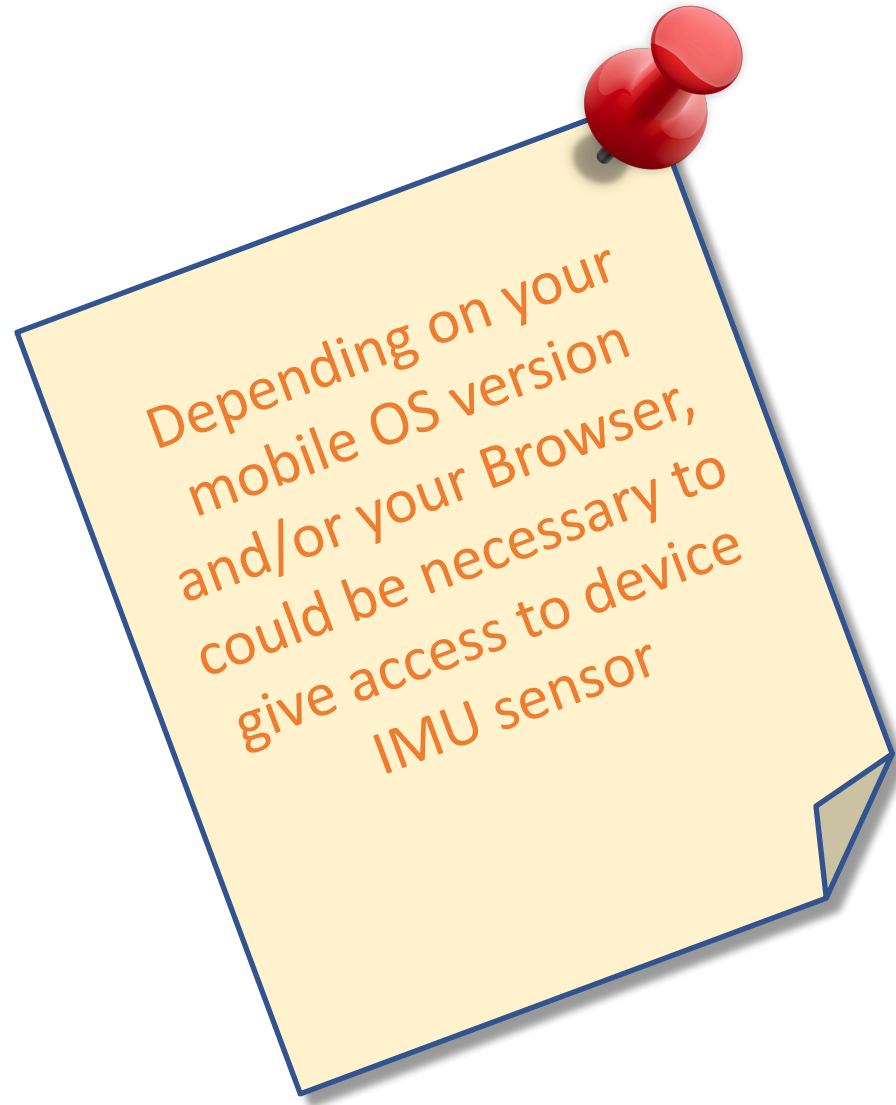 Depending on your
mobile OS version
and/or your Browser,
could be necessary to
give access to device
IMU sensor